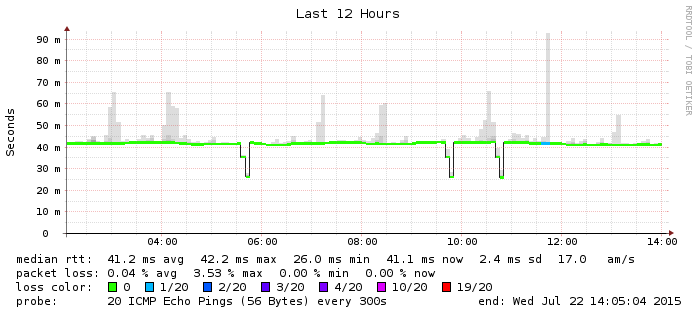 Last 12 Hours
RRDTOOL / TOBI OETIKER
Seconds
90 m
80 m
70 m
60 m
50 m
40 m
30 m
20 m
10 m
0
04:00 06:00 08:00 10:00 12:00 14:00
median rtt: 41.2 ms avg 42.2 ms max 26.0 ms min 41.1 ms now 2.4 ms sd 17.0 am/s
packet loss: 0.04 % avg 3.53 % max 0.00 % min 0.00 % now
loss color: 0 1/20 2/20 3/20 4/20 10/20 19/20
probe: 20 ICMP Echo Pings (56 Bytes) every 300s end: Wed Jul 22 14:05:04 2015